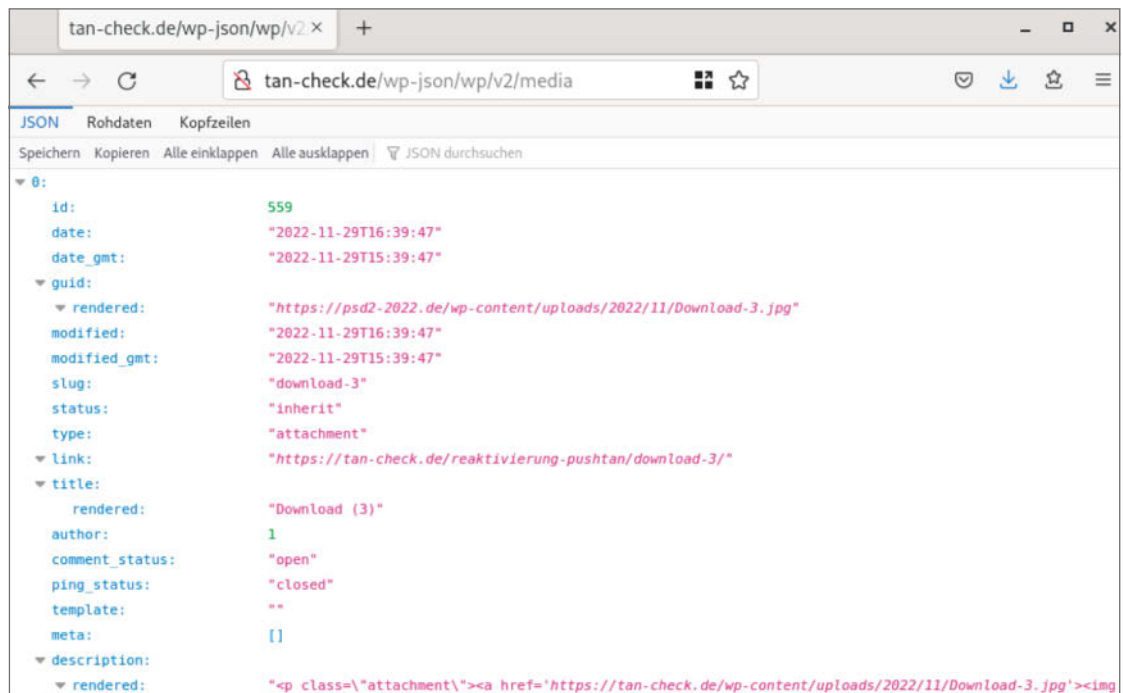 tan-check.de/wp-json/wp/v2
tan-check.de/wp-json/wp/v2/media
JSON Rohdaten Kopfzeilen
Speichern Kopieren Alle einklappen Alle ausklappen JSON durchsuchen
0:
id: 559
date: "2022-11-29T16:39:47"
date_gmt: "2022-11-29T15:39:47"
guid:
rendered: "https://psd2-2022.de/wp-content/uploads/2022/11/Download-3.jpg"
modified: "2022-11-29T16:39:47"
modified_gmt: "2022-11-29T15:39:47"
slug: "download-3"
status: "inherit"
type: "attachment"
link: "https://tan-check.de/reaktivierung-pushtan/download-3/"
title:
rendered: "Download (3)"
author: 1
comment_status: "open"
ping_status: "closed"
template: ""
meta: []
description:
rendered: "<p class=\"attachment\"><a href='https://tan-check.de/wp-content/uploads/2022/11/Download-3.jpg'><img